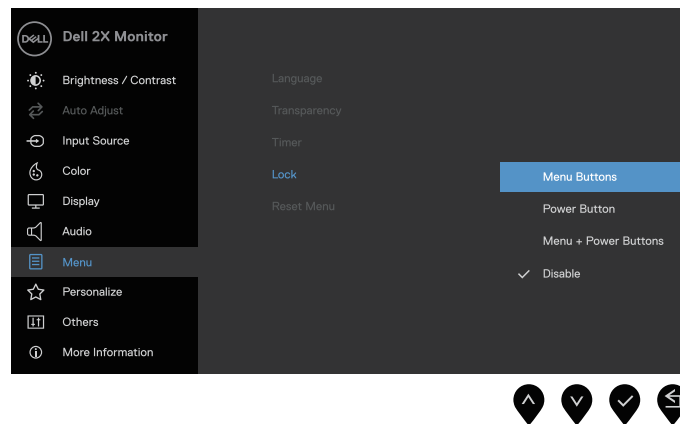 DELL Dell 2X Monitor
Brightness / Contrast
Auto Adjust
Input Source
Color
Display
Audio
Menu
Personalize
Others
More Information
Language
Transparency
Timer
Lock
Reset Menu
Menu Buttons
Power Button
Menu + Power Buttons
Disable